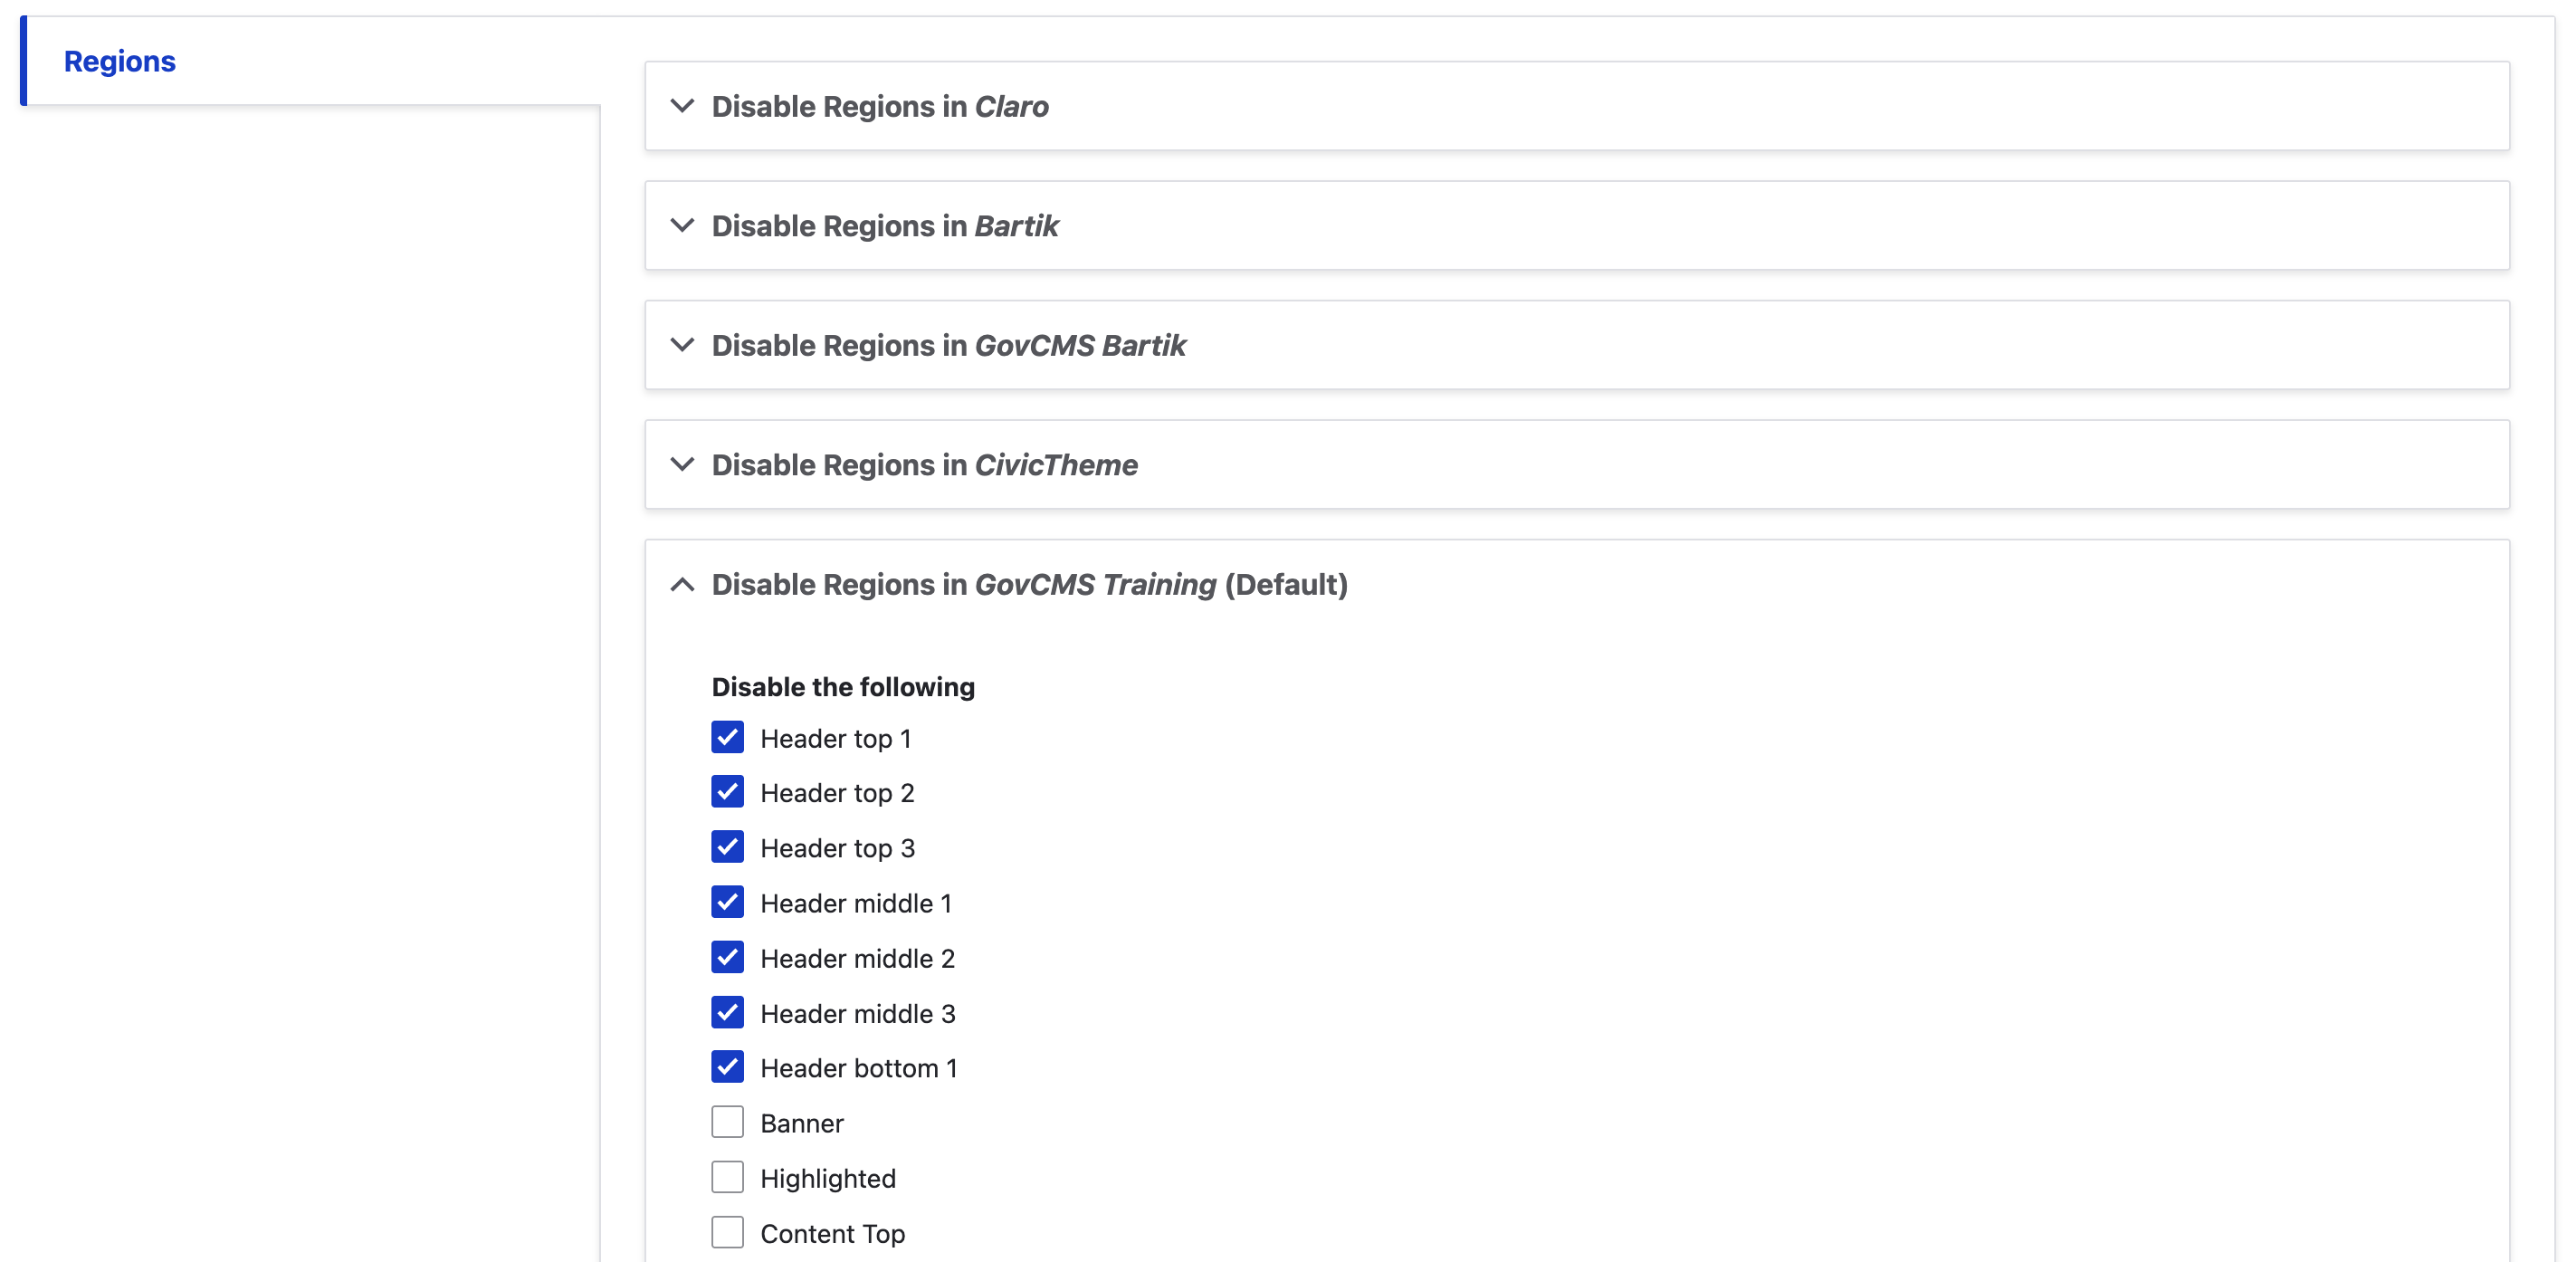 Regions
Disable Regions in Claro
Disable Regions in Bartik
Disable Regions in GovCMS Bartik
Disable Regions in CivicTheme
Disable Regions in GovCMS Training (Default)
Disable the following
Header top 1
Header top 2
Header top 3
Header middle 1
Header middle 2
Header middle 3
Header bottom 1
Banner
Highlighted
Content Top